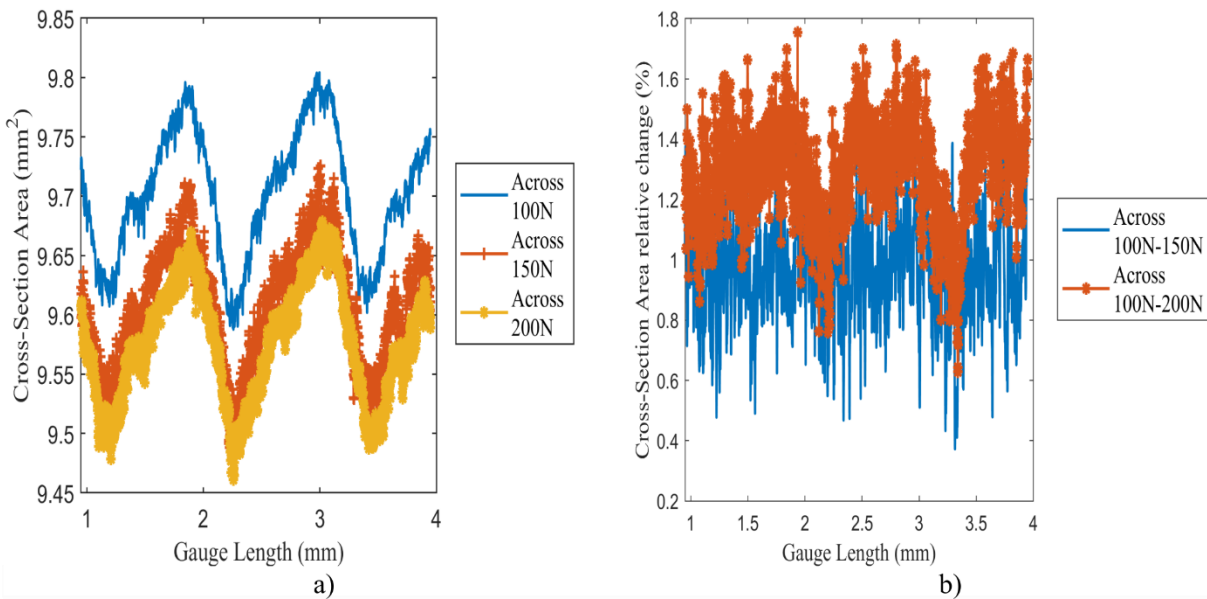 9.85
9.8
9.75
9.7
9.65
9.6
9.55
9.5
9.45
Cross-Section Area (mm²)
1 2 3 4
Gauge Length (mm)
Across
100N
Across
150N
Across
200N
a)
1.8
1.6
1.4
1.2
1
0.8
0.6
0.4
0.2
Cross-Section Area relative change (%)
1 1.5 2 2.5 3 3.5 4
Gauge Length (mm)
Across
100N-150N
Across
100N-200N
b)